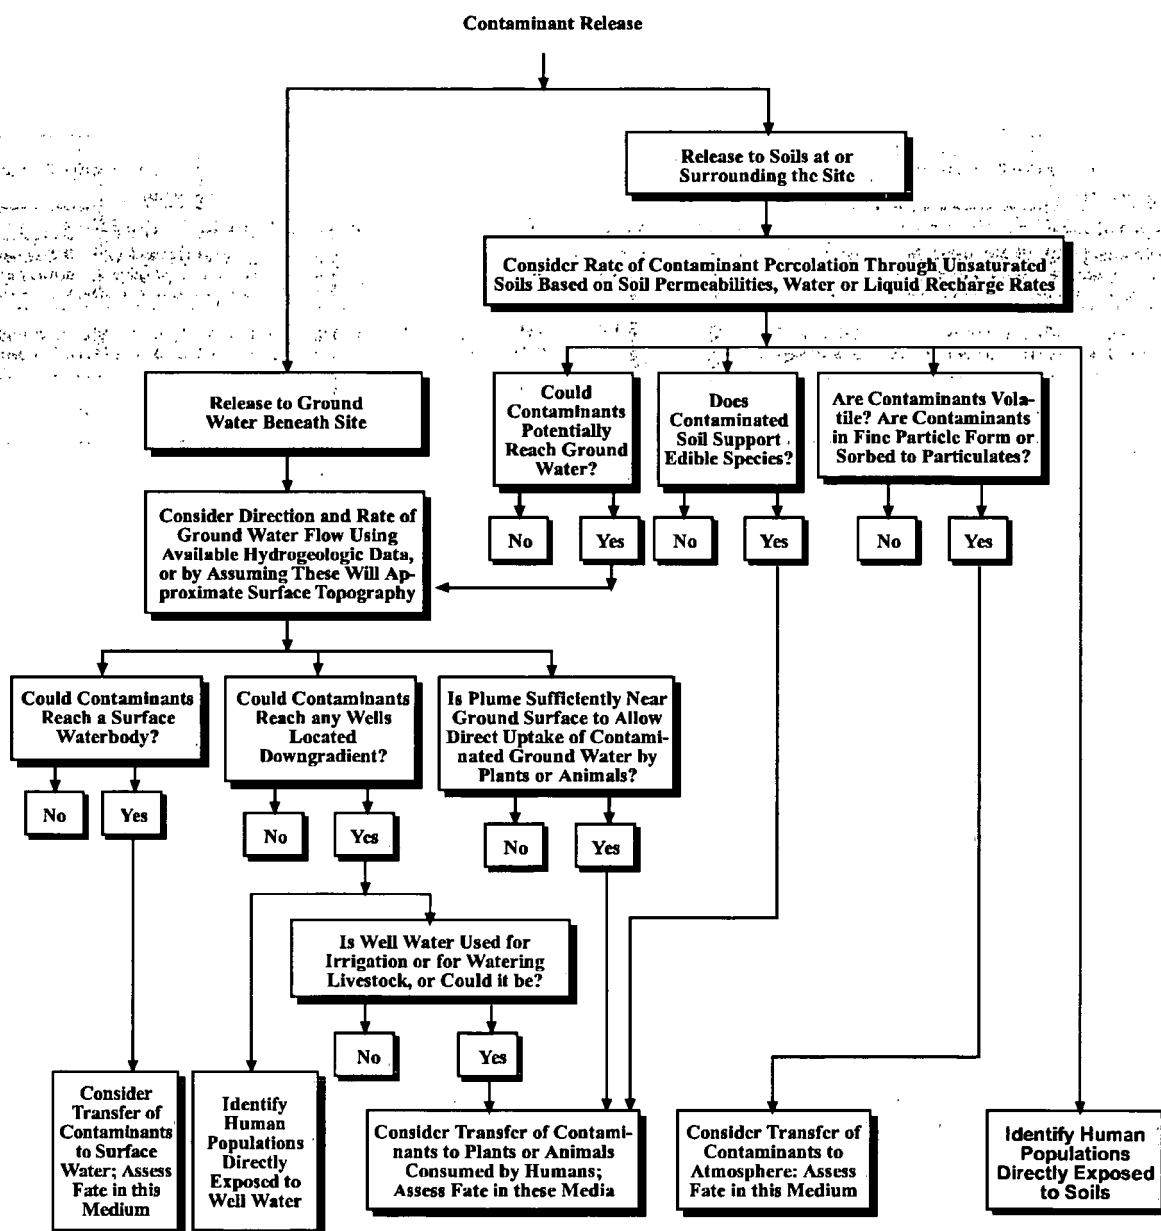 Contaminant Release
Release to Soils at or
Surrounding the Site
Consider Rate of Contaminant Percolation Through Unsaturated
Soils Based on Soil Permeabilities, Water or Liquid Recharge Rates
Release to Ground
Water Beneath Site
Could
Contaminants
Potentially
Reach Ground
Water?
Does
Contaminated
Soil Support
Edible Species?
Are Contaminants Vola-
tile? Are Contaminants
in Fine Particle Form or
Sorbed to Particulates?
No
Yes
No
Yes
No
Yes
Consider Direction and Rate of
Ground Water Flow Using
Available Hydrogeologic Data,
or by Assuming These Will Ap-
proximate Surface Topography
Could Contaminants
Reach a Surface
Waterbody?
Could Contaminants
Reach any Wells
Located
Downgradient?
Is Plume Sufficiently Near
Ground Surface to Allow
Direct Uptake of Contami-
nated Ground Water by
Plants or Animals?
No
Yes
No
Yes
No
Yes
Is Well Water Used for
Irrigation or for Watering
Livestock, or Could it be?
No
Yes
Consider
Transfer of
Contaminants
to Surface
Water; Assess
Fate in this
Medium
Identify
Human
Populations
Directly
Exposed to
Well Water
Consider Transfer of Contami-
nants to Plants or Animals
Consumed by Humans;
Assess Fate in these Media
Consider Transfer of
Contaminants to
Atmosphere: Assess
Fate in this Medium
Identify Human
Populations
Directly Exposed
to Soils